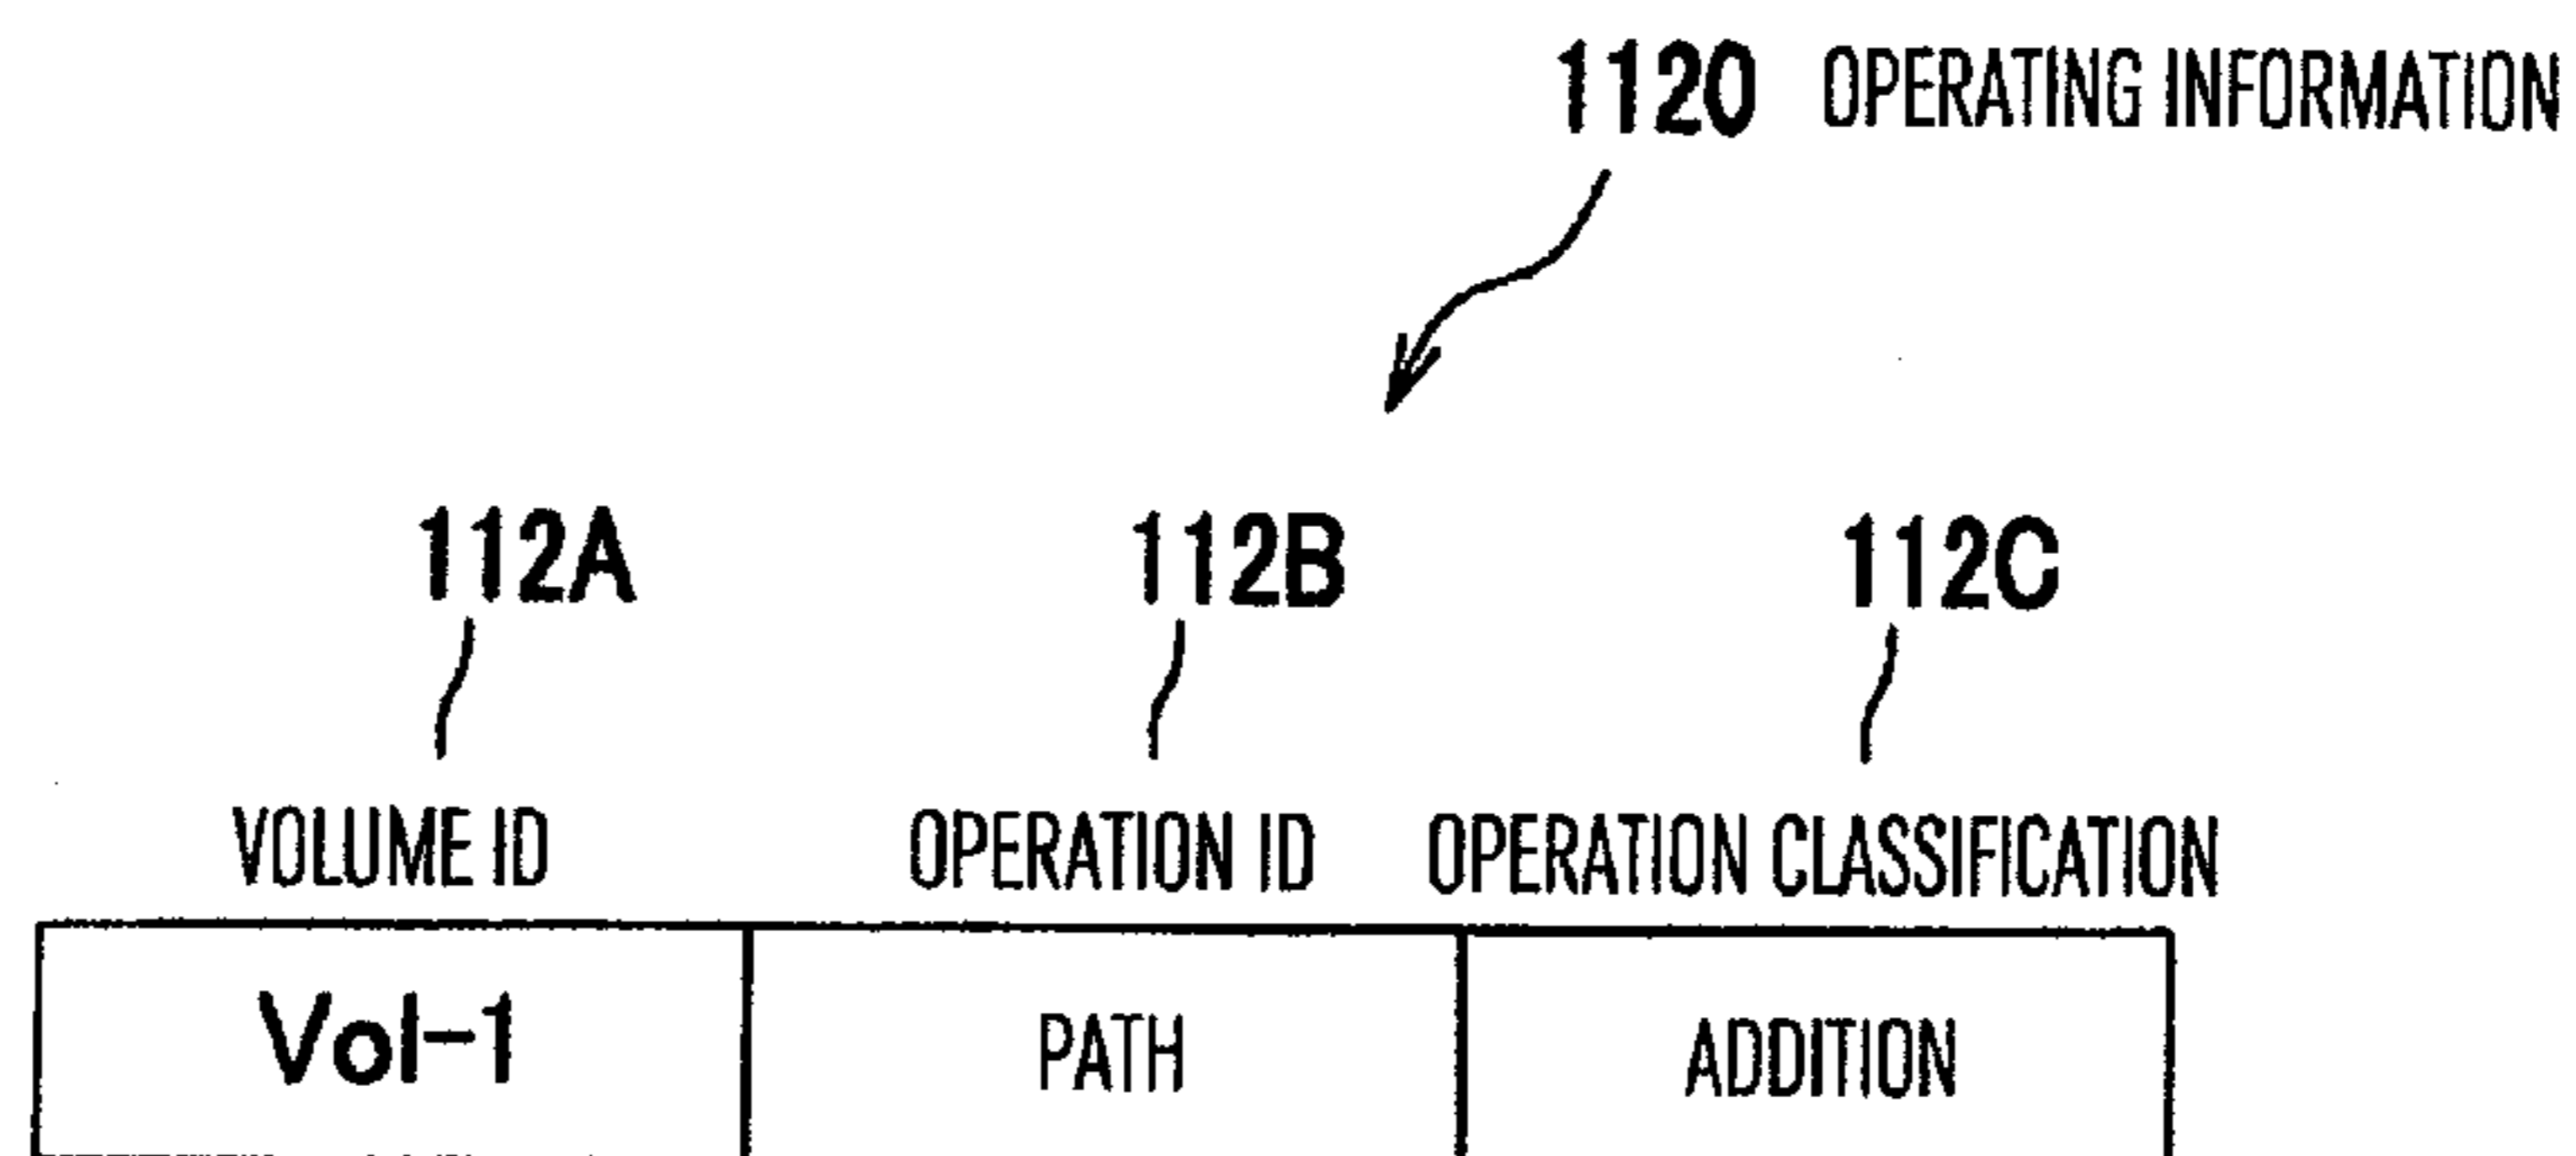 1120 OPERATING INFORMATION
112A 112B 112C
VOLUME ID OPERATION ID OPERATION CLASSIFICATION
Vol-1 PATH ADDITION